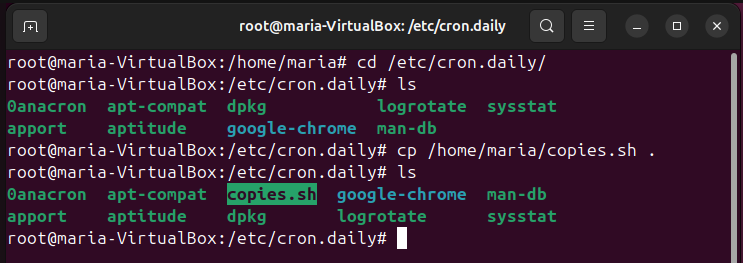 root@maria-VirtualBox: /etc/cron.daily
root@maria-VirtualBox:/home/maria# cd /etc/cron.daily/
root@maria-VirtualBox:/etc/cron.daily# ls
0anacron apt-compat dpkg logrotate sysstat
apport aptitude google-chrome man-db
root@maria-VirtualBox:/etc/cron.daily# cp /home/maria/copies.sh .
root@maria-VirtualBox:/etc/cron.daily# ls
0anacron apt-compat copies.sh google-chrome man-db
apport aptitude dpkg logrotate sysstat
root@maria-VirtualBox:/etc/cron.daily#